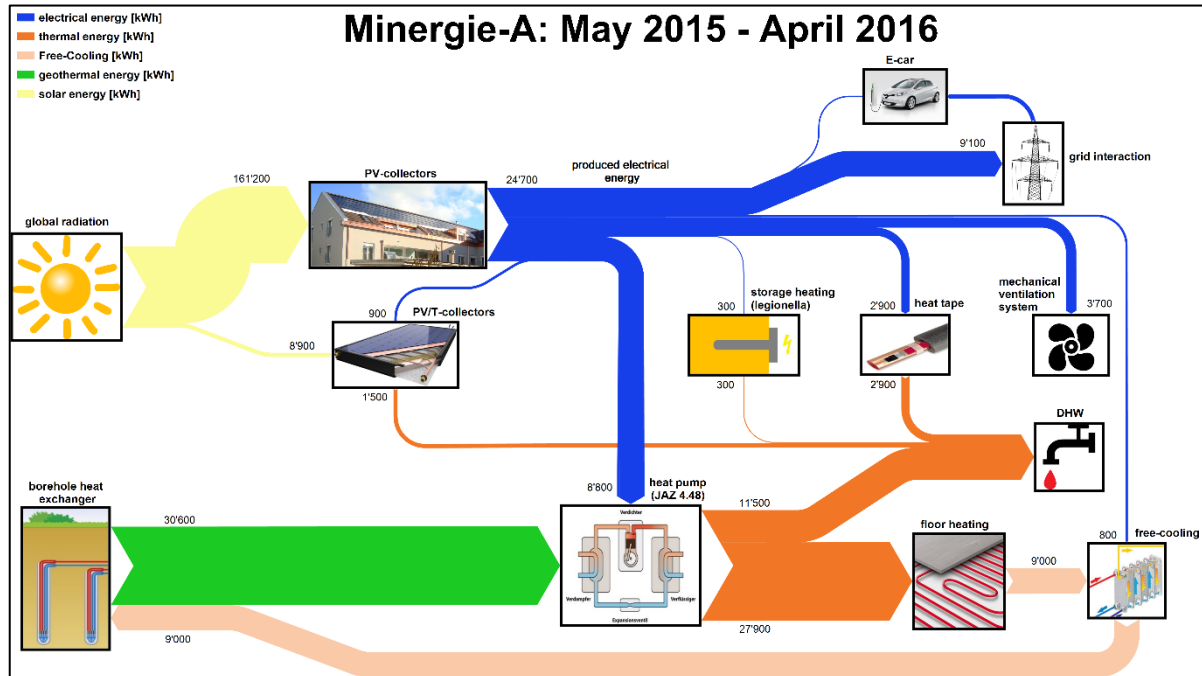 Minergie-A: May 2015 - April 2016
electrical energy [kWh]
thermal energy [kWh]
Free-Cooling [kWh]
geothermal energy [kWh]
solar energy [kWh]
E-car
9'100
grid interaction
161'200
PV-collectors
24'700
produced electrical
energy
global radiation
8'900
900
PV/T-collectors
1'500
300
storage heating
(legionella)
300
2'900
heat tape
2'900
mechanical
ventilation
system
3'700
DHW
borehole heat
exchanger
30'600
9'000
8'800
heat pump
(JAZ 4.48)
Verdichter
Verdampfer
Verflüssiger
Expansionsventil
11'500
27'900
floor heating
9'000
800
free-cooling